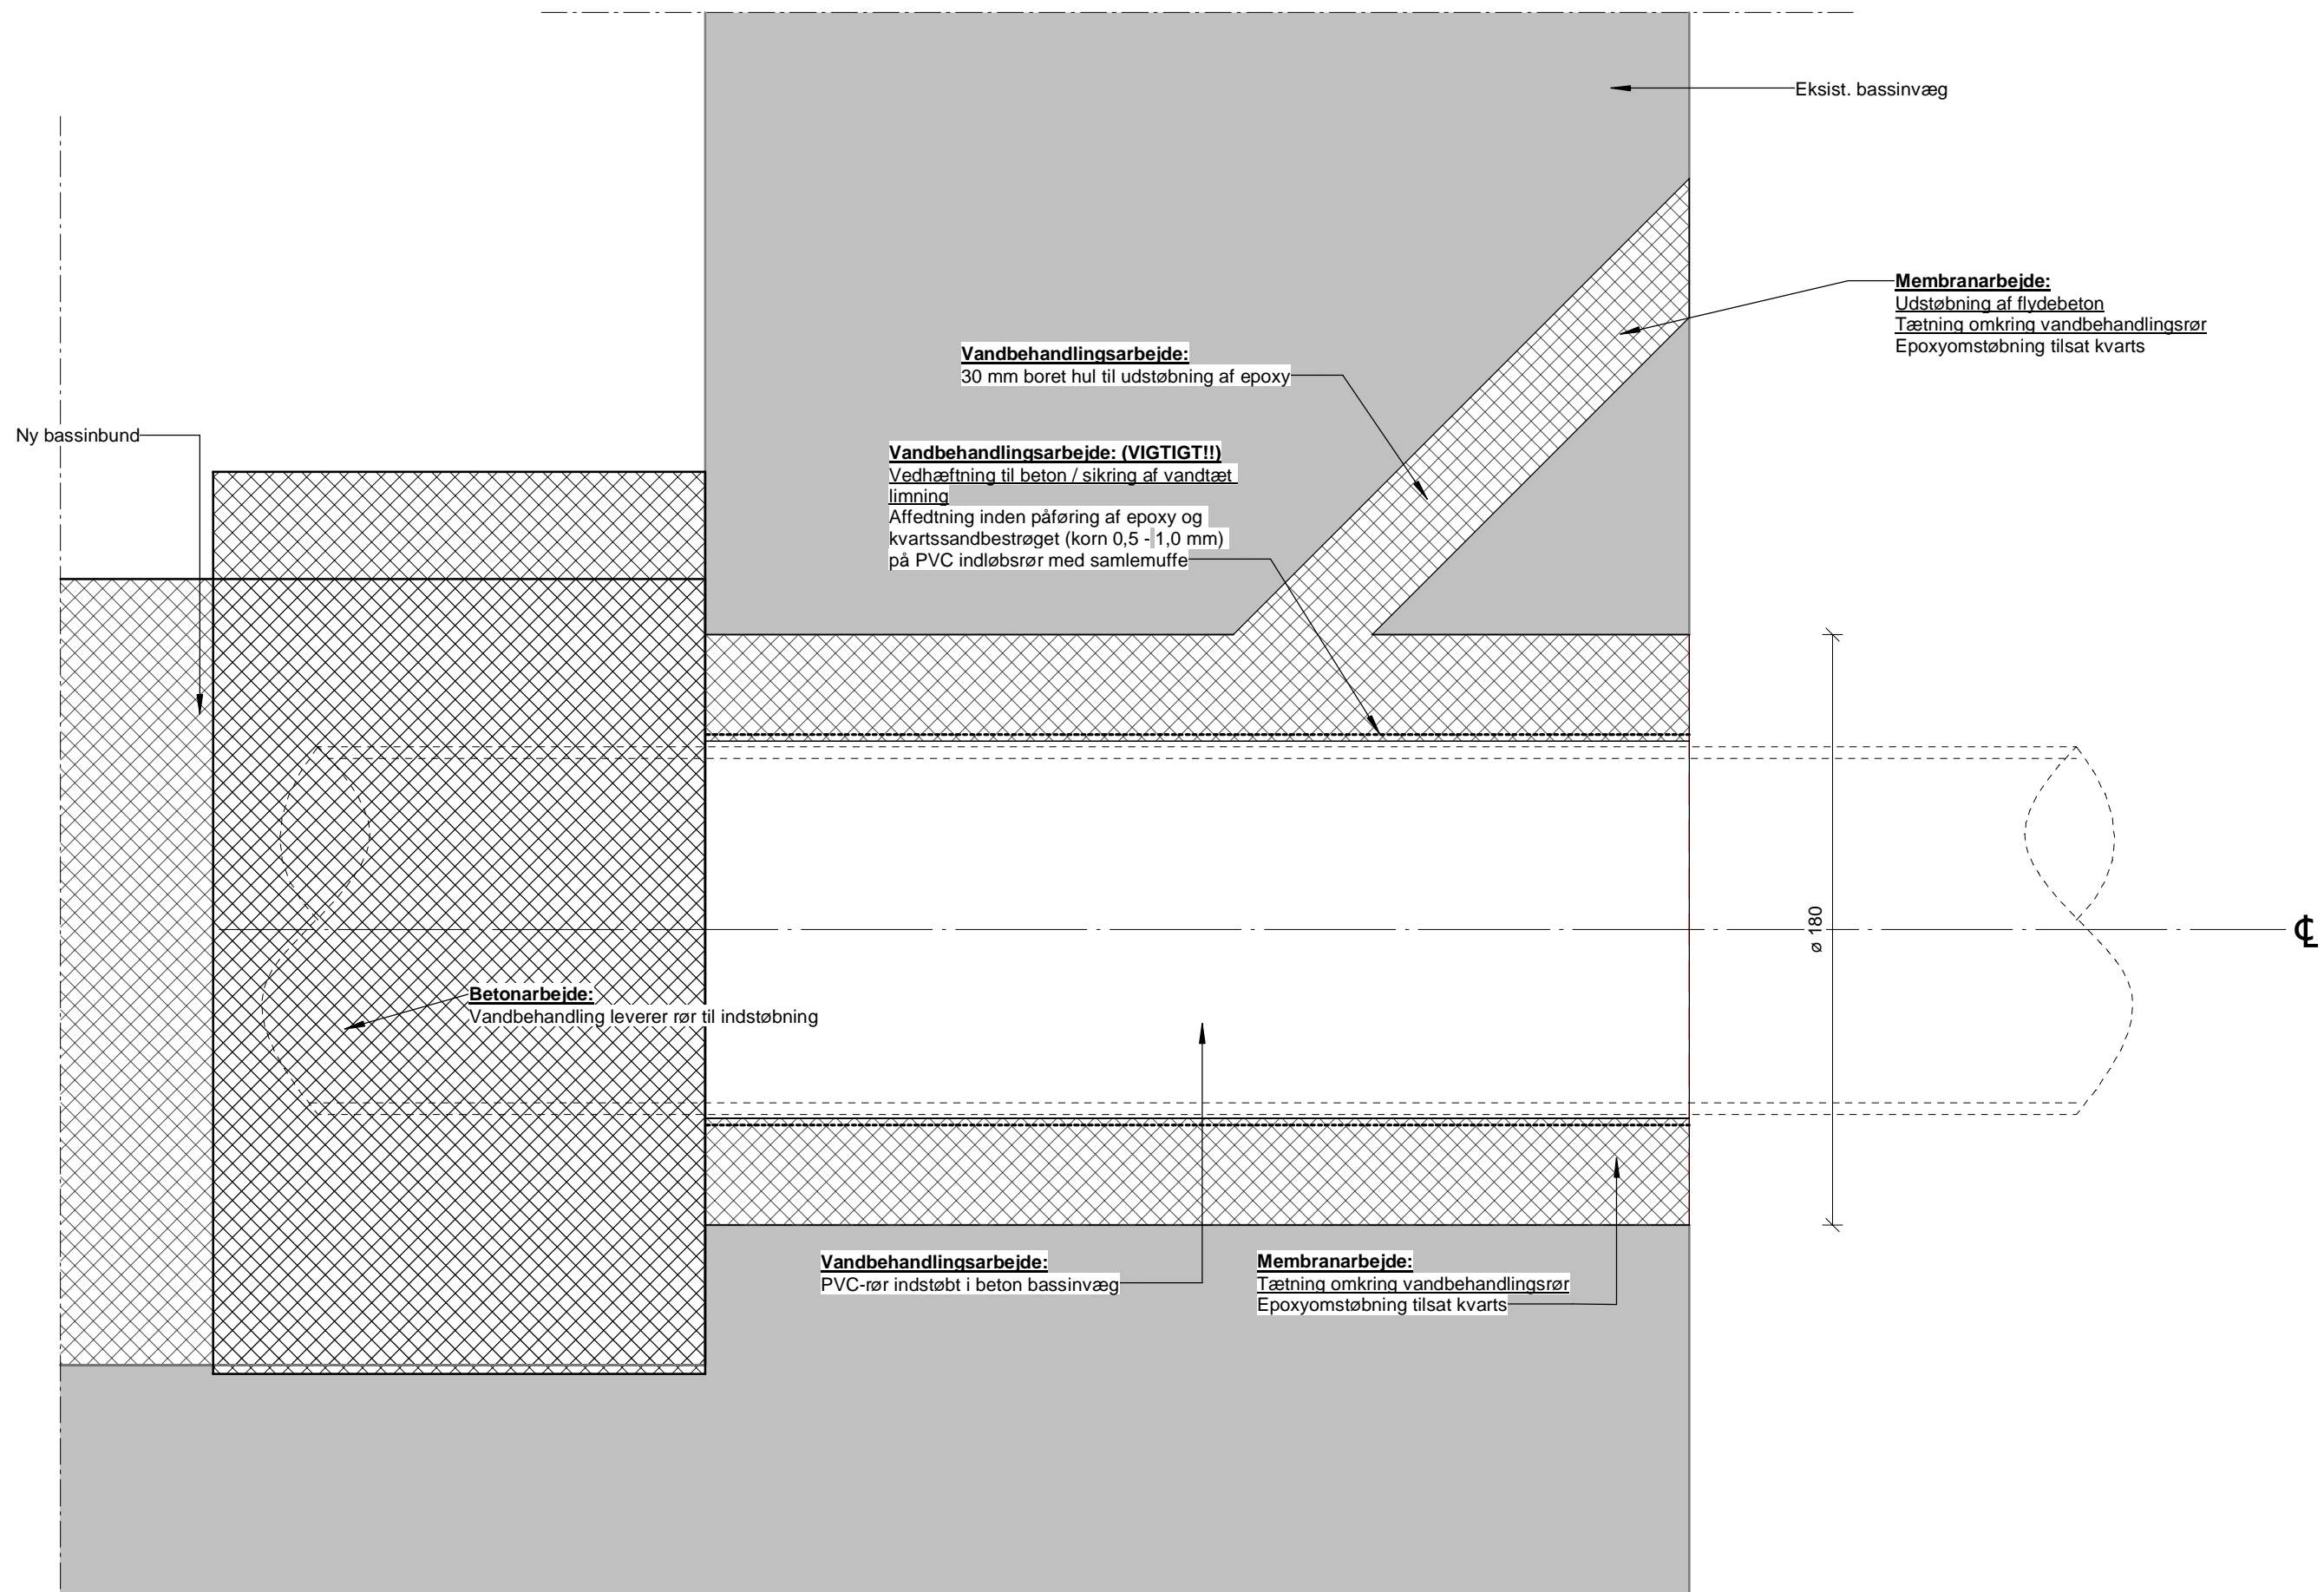 Eksist. bassinvæg
Membranarbejde:
Udstøbning af flydebeton
Tætning omkring vandbehandlingsrør
Epoxyomstøbning tilsat kvarts
Vandbehandlingsarbejde:
30 mm boret hul til udstøbning af epoxy
Ny bassinbund
Vandbehandlingsarbejde: (VIGTIGT!!)
Vedhæftning til beton / sikring af vandtæt
limning
Affedtning inden påføring af epoxy og
kvartssandbestrøget (korn 0,5 - 1,0 mm)
på PVC indløbsrør med samlemuffe
ø 180
℄
Betonarbejde:
Vandbehandling leverer rør til indstøbning
Vandbehandlingsarbejde:
PVC-rør indstøbt i beton bassinvæg
Membranarbejde:
Tætning omkring vandbehandlingsrør
Epoxyomstøbning tilsat kvarts